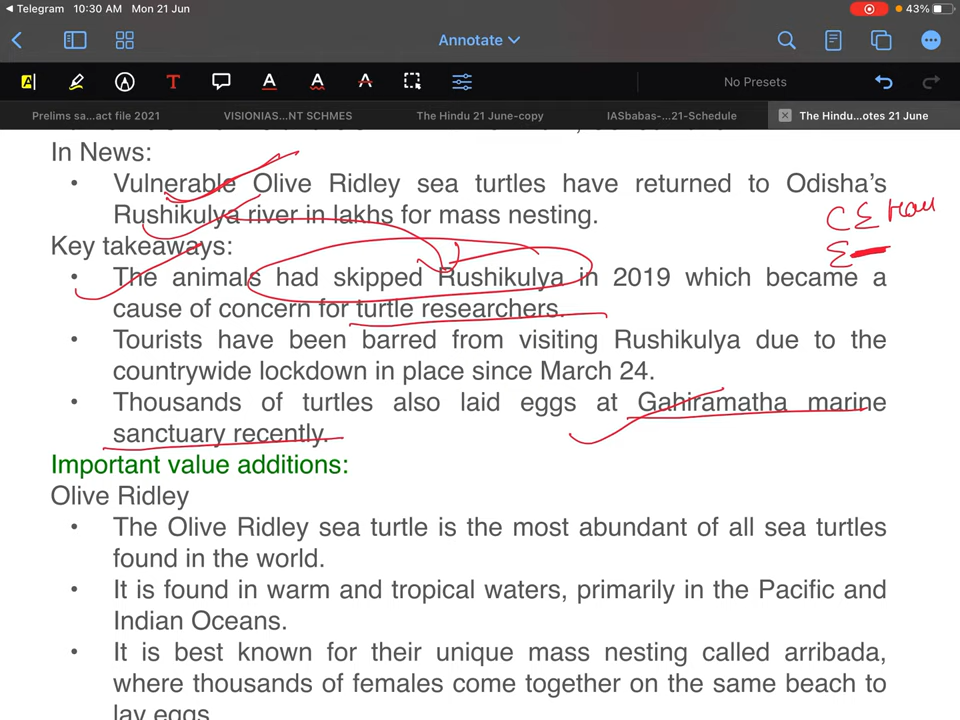 Telegram 10:30 AM Mon 21 Jun 43%
Annotate
T A A A No Presets
Prelims sa...act file 2021 VISIONIAS...NT SCHMES The Hindu 21 June-copy IASbabas-...21-Schedule The Hindu...otes 21 June
In News:
• Vulnerable Olive Ridley sea turtles have returned to Odisha's
Rushikulya river in lakhs for mass nesting.
Key takeaways:
• The animals had skipped Rushikulya in 2019 which became a
cause of concern for turtle researchers.
• Tourists have been barred from visiting Rushikulya due to the
countrywide lockdown in place since March 24.
• Thousands of turtles also laid eggs at Gahiramatha marine
sanctuary recently.
Important value additions:
Olive Ridley
• The Olive Ridley sea turtle is the most abundant of all sea turtles
found in the world.
• It is found in warm and tropical waters, primarily in the Pacific and
Indian Oceans.
• It is best known for their unique mass nesting called arribada,
where thousands of females come together on the same beach to
lay eggs